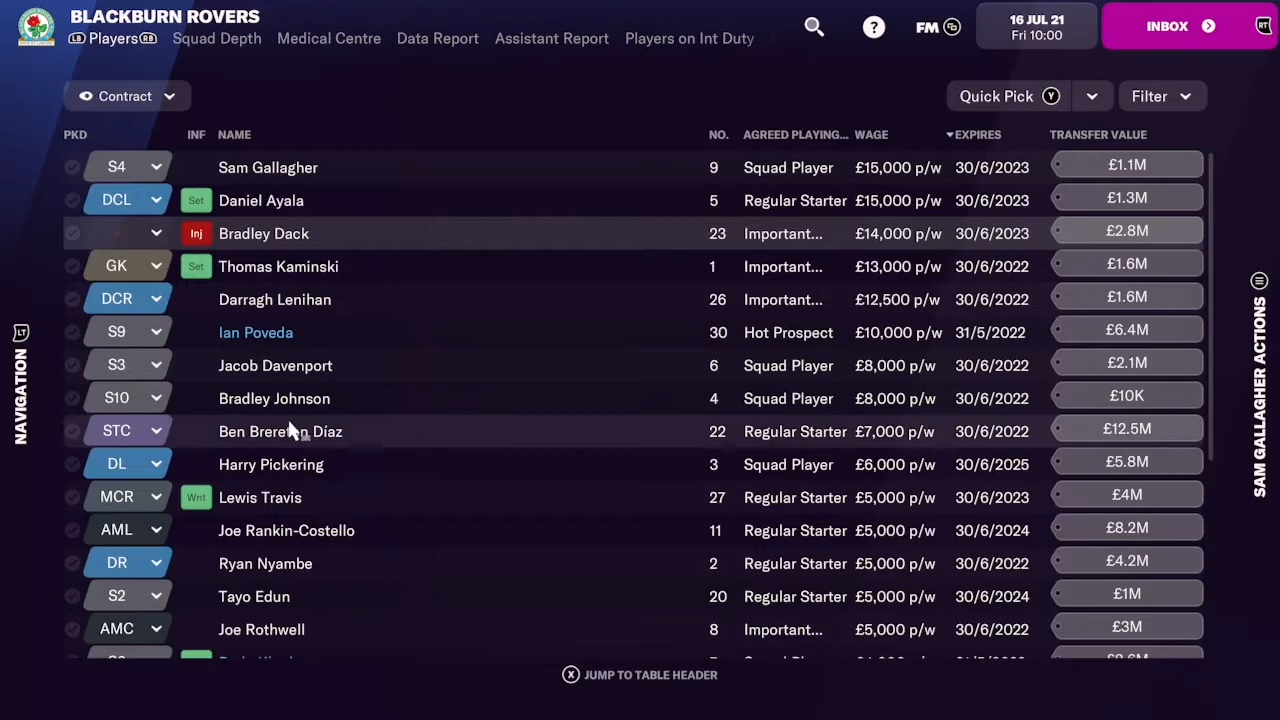 BLACKBURN ROVERS
LB Players RB Squad Depth Medical Centre Data Report Assistant Report Players on Int Duty
? FM 16 JUL 21
Fri 10:00
INBOX RT
Contract Quick Pick Y Filter
PKD INF NAME NO. AGREED PLAYING... WAGE EXPIRES TRANSFER VALUE
S4 Sam Gallagher 9 Squad Player £15,000 p/w 30/6/2023 £1.1M
DCL Set Daniel Ayala 5 Regular Starter £15,000 p/w 30/6/2023 £1.3M
- Inj Bradley Dack 23 Important... £14,000 p/w 30/6/2023 £2.8M
GK Set Thomas Kaminski 1 Important... £13,000 p/w 30/6/2022 £1.6M
DCR Darragh Lenihan 26 Important... £12,500 p/w 30/6/2022 £1.6M
S9 Ian Poveda 30 Hot Prospect £10,000 p/w 31/5/2022 £6.4M
S3 Jacob Davenport 6 Squad Player £8,000 p/w 30/6/2022 £2.1M
S10 Bradley Johnson 4 Squad Player £8,000 p/w 30/6/2022 £10K
STC Ben Brereton Díaz 22 Regular Starter £7,000 p/w 30/6/2022 £12.5M
DL Harry Pickering 3 Squad Player £6,000 p/w 30/6/2025 £5.8M
MCR Wnt Lewis Travis 27 Regular Starter £5,000 p/w 30/6/2023 £4M
AML Joe Rankin-Costello 11 Regular Starter £5,000 p/w 30/6/2024 £8.2M
DR Ryan Nyambe 2 Regular Starter £5,000 p/w 30/6/2022 £4.2M
S2 Tayo Edun 20 Regular Starter £5,000 p/w 30/6/2024 £1M
AMC Joe Rothwell 8 Important... £5,000 p/w 30/6/2022 £3M
X JUMP TO TABLE HEADER
NAVIGATION LT
SAM GALLAGHER ACTIONS